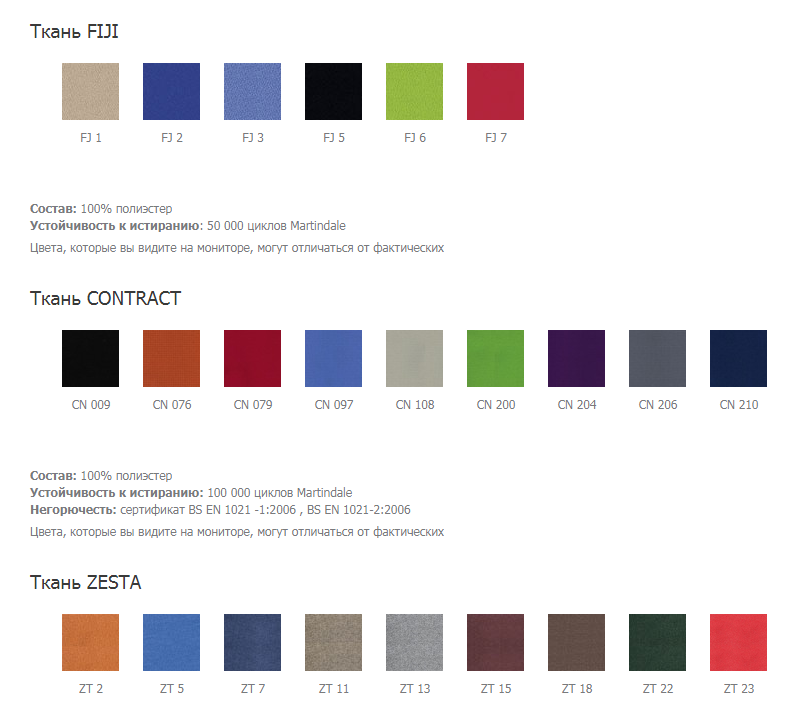 Ткань FIJI
FJ 1 FJ 2 FJ 3 FJ 5 FJ 6 FJ 7
Состав: 100% полиэстер
Устойчивость к истиранию: 50 000 циклов Martindale
Цвета, которые вы видите на мониторе, могут отличаться от фактических
Ткань CONTRACT
CN 009 CN 076 CN 079 CN 097 CN 108 CN 200 CN 204 CN 206 CN 210
Состав: 100% полиэстер
Устойчивость к истиранию: 100 000 циклов Martindale
Негорючесть: сертификат BS EN 1021 -1:2006 , BS EN 1021-2:2006
Цвета, которые вы видите на мониторе, могут отличаться от фактических
Ткань ZESTA
ZT 2 ZT 5 ZT 7 ZT 11 ZT 13 ZT 15 ZT 18 ZT 22 ZT 23